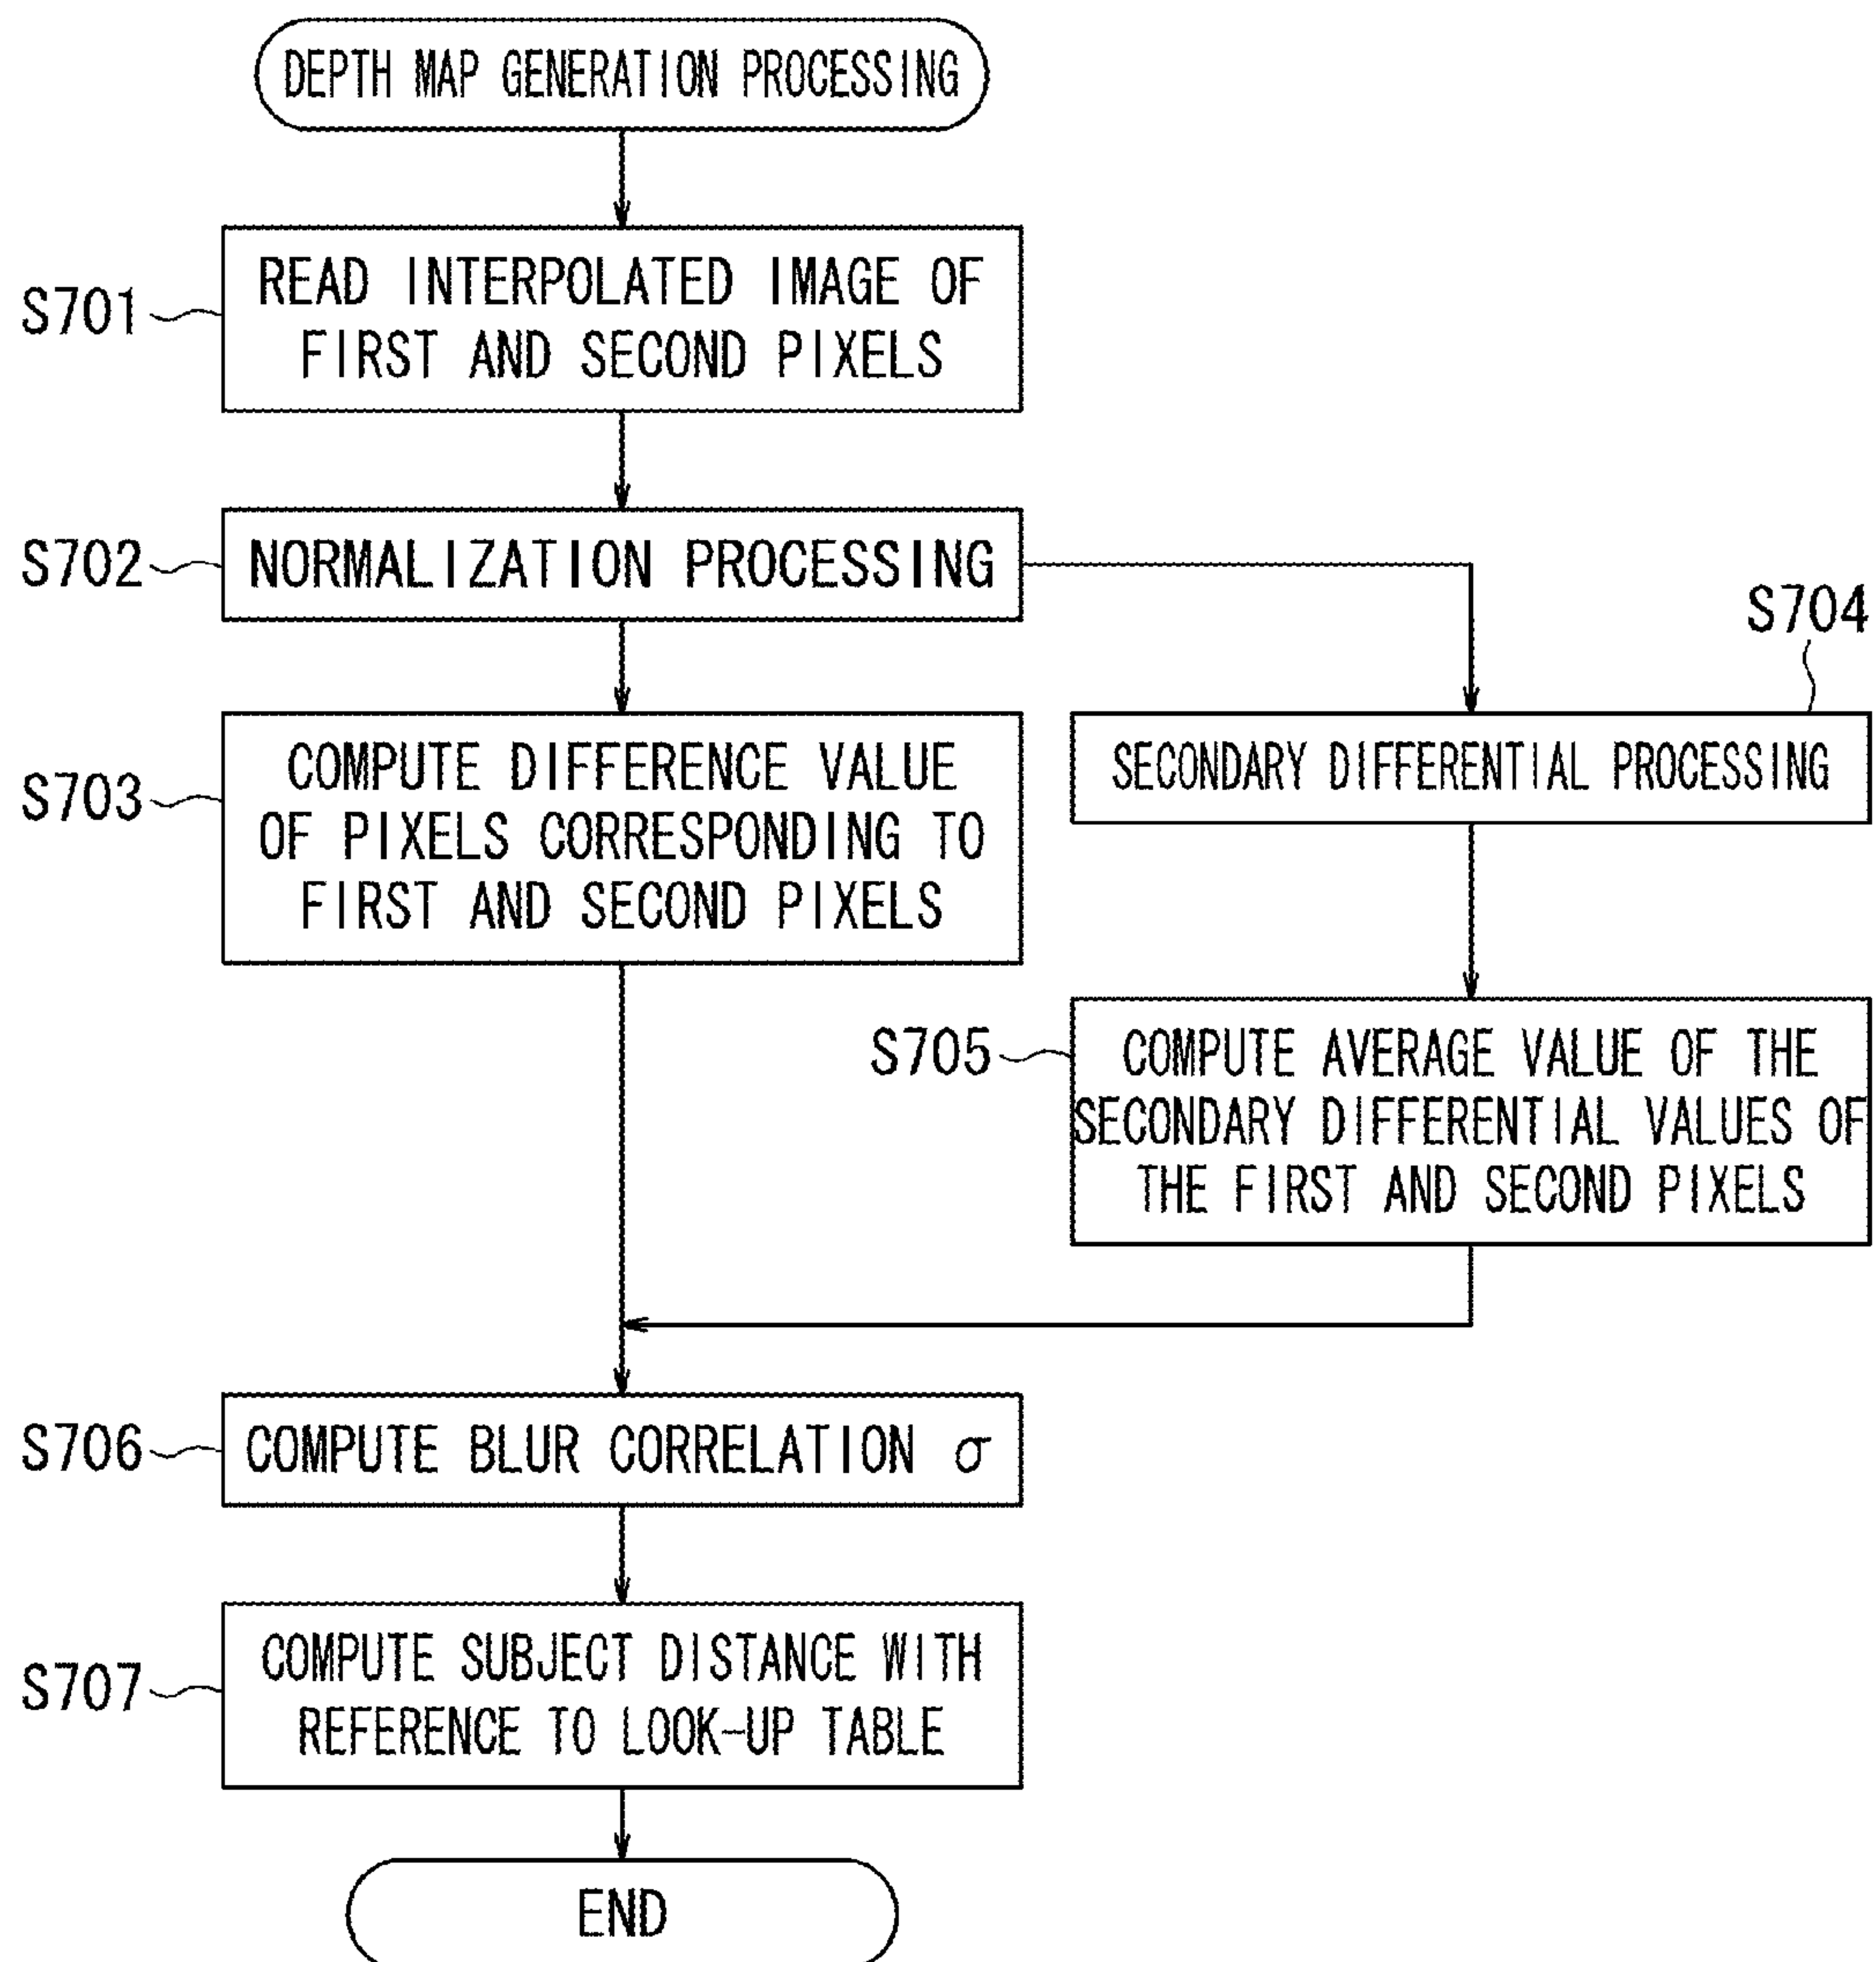 DEPTH MAP GENERATION PROCESSING
S701
READ INTERPOLATED IMAGE OF
FIRST AND SECOND PIXELS
S702
NORMALIZATION PROCESSING
S703
COMPUTE DIFFERENCE VALUE
OF PIXELS CORRESPONDING TO
FIRST AND SECOND PIXELS
S704
SECONDARY DIFFERENTIAL PROCESSING
S705
COMPUTE AVERAGE VALUE OF THE
SECONDARY DIFFERENTIAL VALUES OF
THE FIRST AND SECOND PIXELS
S706
COMPUTE BLUR CORRELATION σ
S707
COMPUTE SUBJECT DISTANCE WITH
REFERENCE TO LOOK-UP TABLE
END